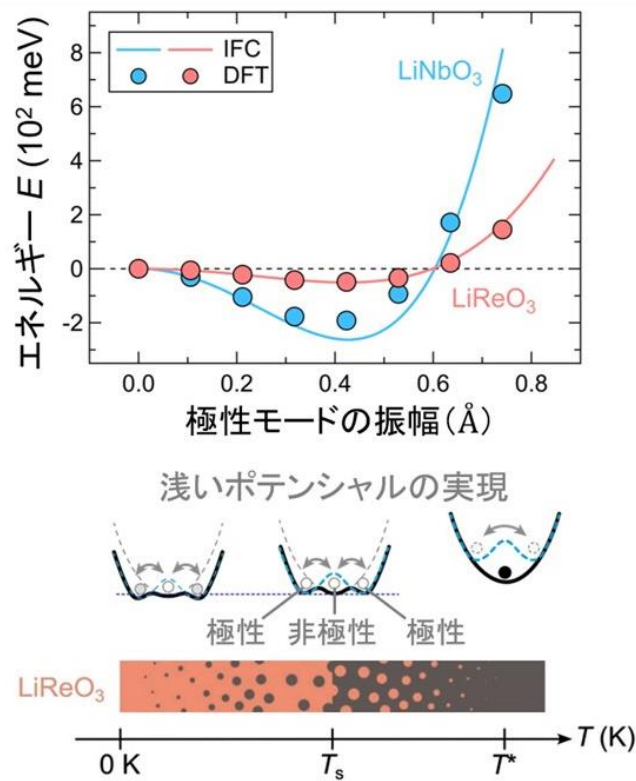 エネルギー E (10² meV)
8
6
4
2
0
-2
IFC
DFT
LiNbO₃
LiReO₃
0.0 0.2 0.4 0.6 0.8
極性モードの振幅(Å)
浅いポテンシャルの実現
極性 非極性 極性
LiReO₃
0 K Tₛ T* T (K)